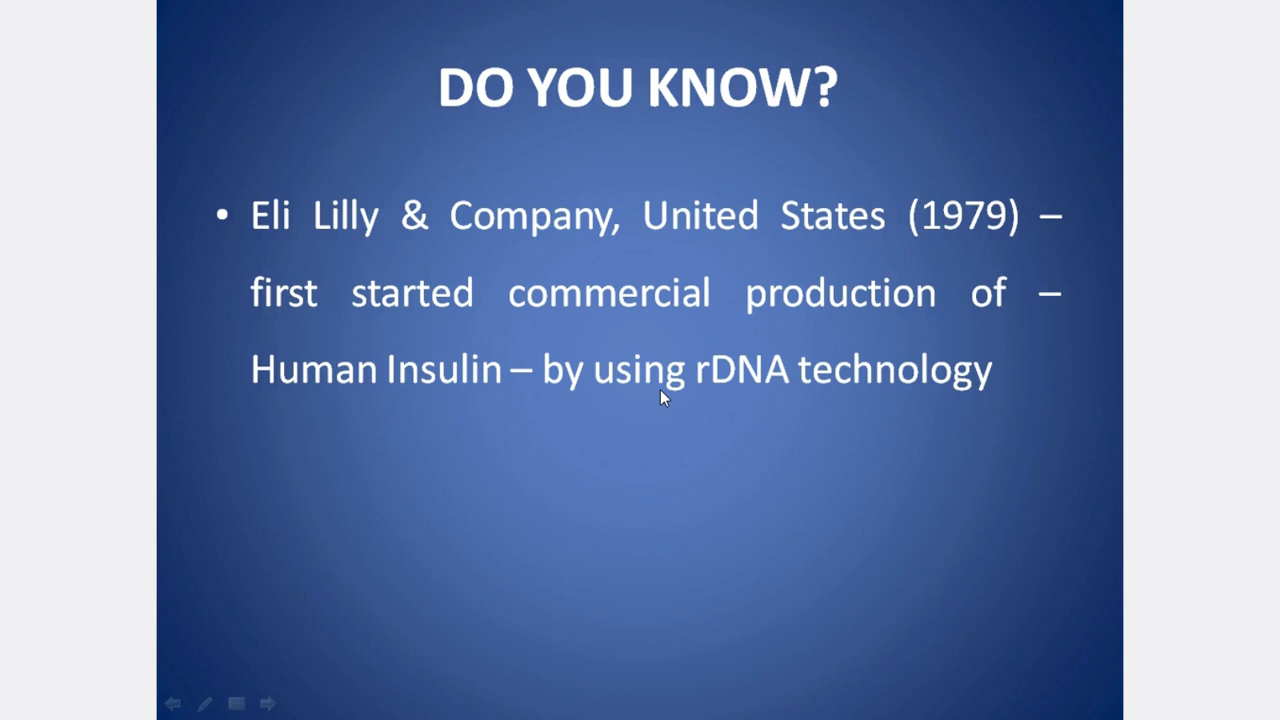 DO YOU KNOW?
• Eli Lilly & Company, United States (1979) –
first started commercial production of –
Human Insulin – by using rDNA technology